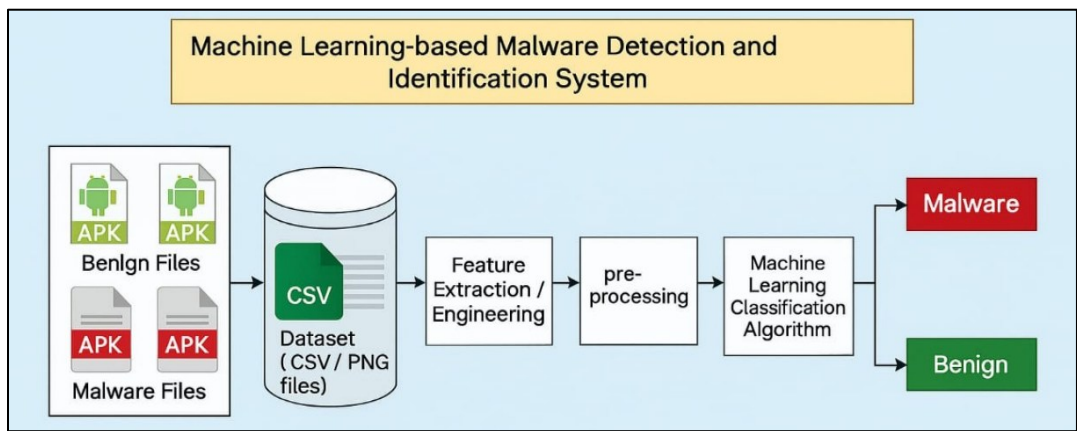 Machine Learning-based Malware Detection and
Identification System
APK
APK
Benlgn Files
APK
APK
Malware Files
CSV
Dataset
( CSV / PNG
files)
Feature
Extraction /
Engineering
pre-
processing
Machine
Learning
Classification
Algorithm
Malware
Benign